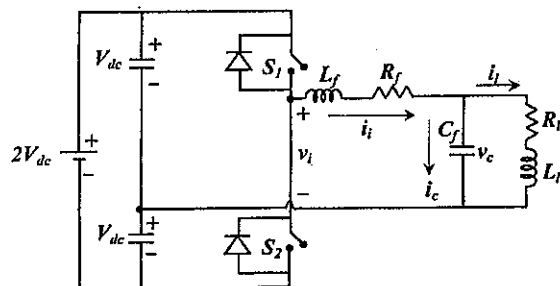 V_dc
+
-
S_1
L_f
R_f
i_l
2V_dc
+
-
+
v_i
-
i_i
i_c
C_f
v_c
R_l
L_l
V_dc
+
-
S_2